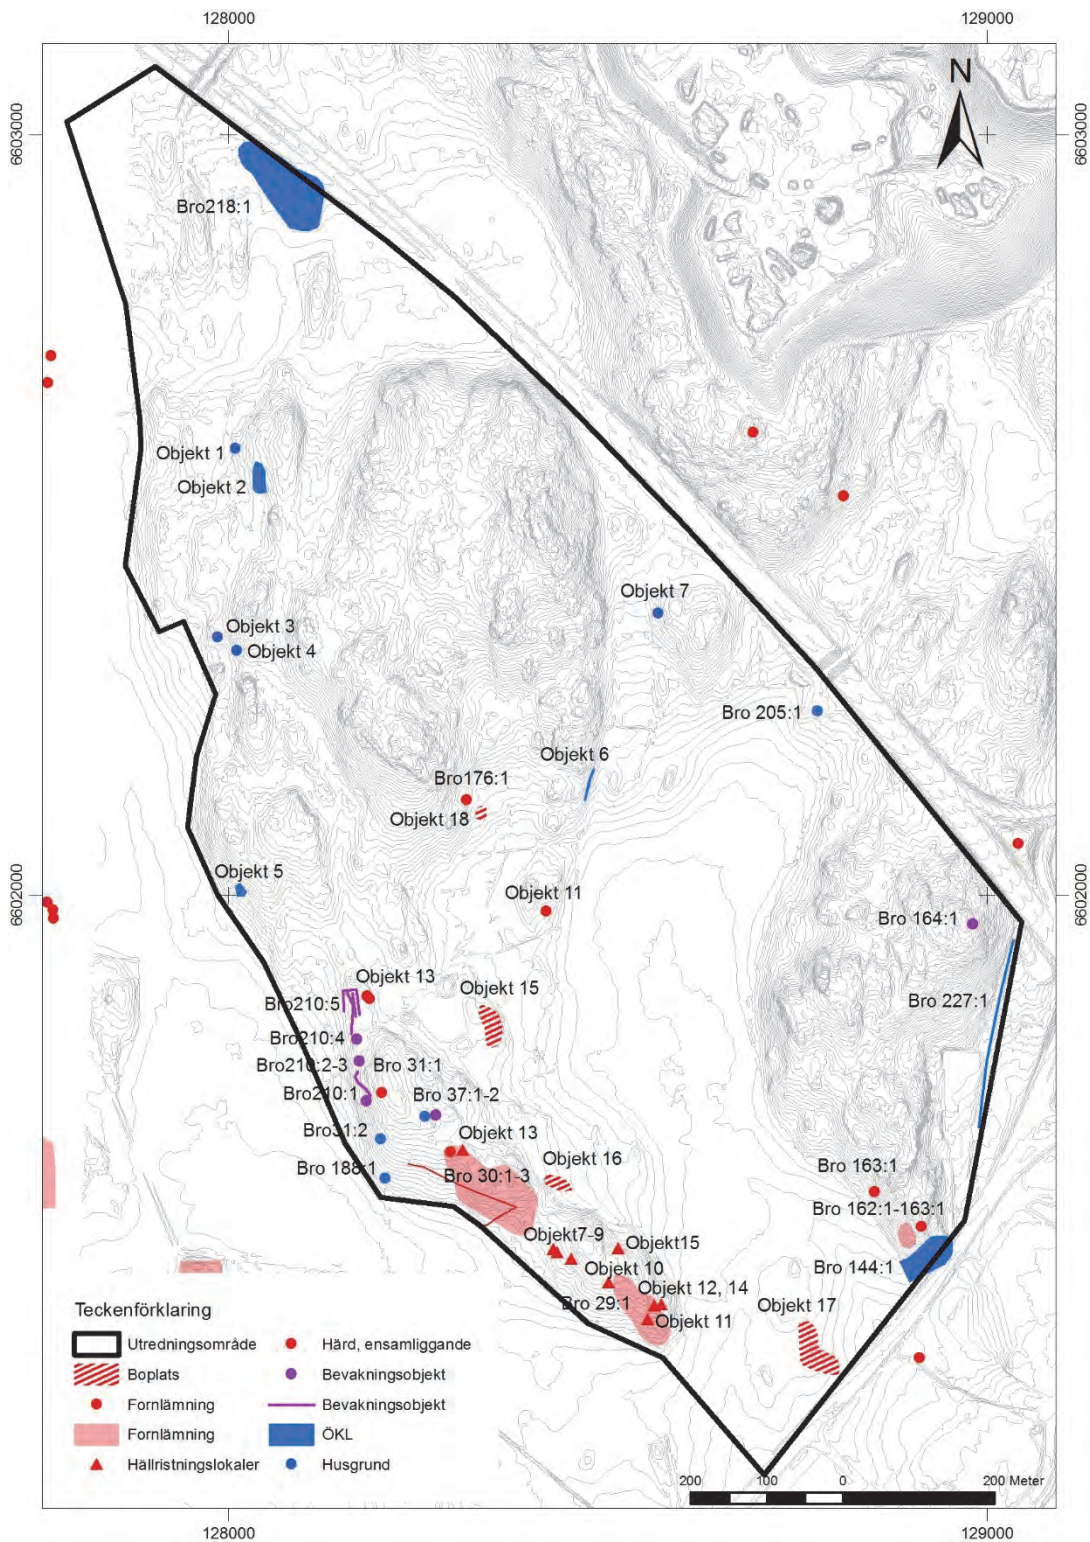 128000
129000
N
6603000
6603000
Bro218:1
Objekt 1
Objekt 2
Objekt 7
Objekt 3
Objekt 4
Bro 205:1
Objekt 6
Bro176:1
Objekt 18
Objekt 5
6602000
6602000
Objekt 11
Bro 164:1
Objekt 13
Objekt 15
Bro210:5
Bro 227:1
Bro210:4
Bro210:2-3
Bro 31:1
Bro210:1
Bro 37:1-2
Bro31:2
Objekt 13
Bro 188:1
Bro 30:1-3
Objekt 16
Bro 163:1
Bro 162:1-163:1
Objekt7-9
Objekt15
Objekt 10
Bro 144:1
Bro 29:1
Objekt 12, 14
Objekt 11
Objekt 17
Teckenförklaring
Utredningsområde
Härd, ensamliggande
Boplats
Bevakningsobjekt
Fornlämning
Bevakningsobjekt
Fornlämning
ÖKL
Hällristningslokaler
Husgrund
200 100 0 200 Meter
128000
129000